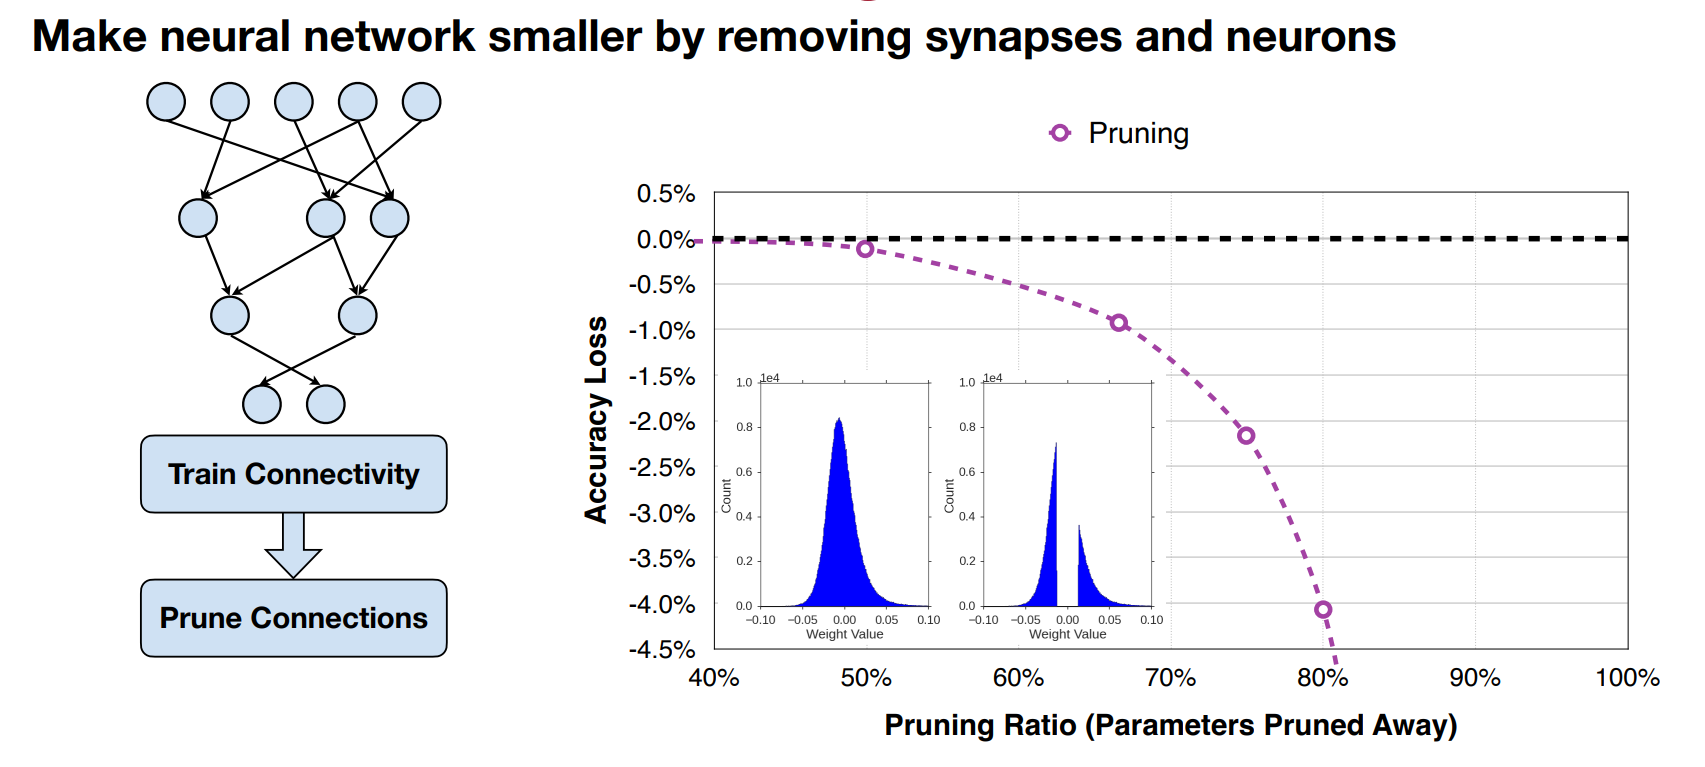 Make neural network smaller by removing synapses and neurons
Train Connectivity
Prune Connections
Pruning
Accuracy Loss
0.5%
0.0%
-0.5%
-1.0%
-1.5%
-2.0%
-2.5%
-3.0%
-3.5%
-4.0%
-4.5%
1e4
1.0
0.8
0.6
0.4
0.2
0.0
Count
−0.10 −0.05 0.00 0.05 0.10
Weight Value
1e4
1.0
0.8
0.6
0.4
0.2
0.0
Count
−0.10 −0.05 0.00 0.05 0.10
Weight Value
40% 50% 60% 70% 80% 90% 100%
Pruning Ratio (Parameters Pruned Away)